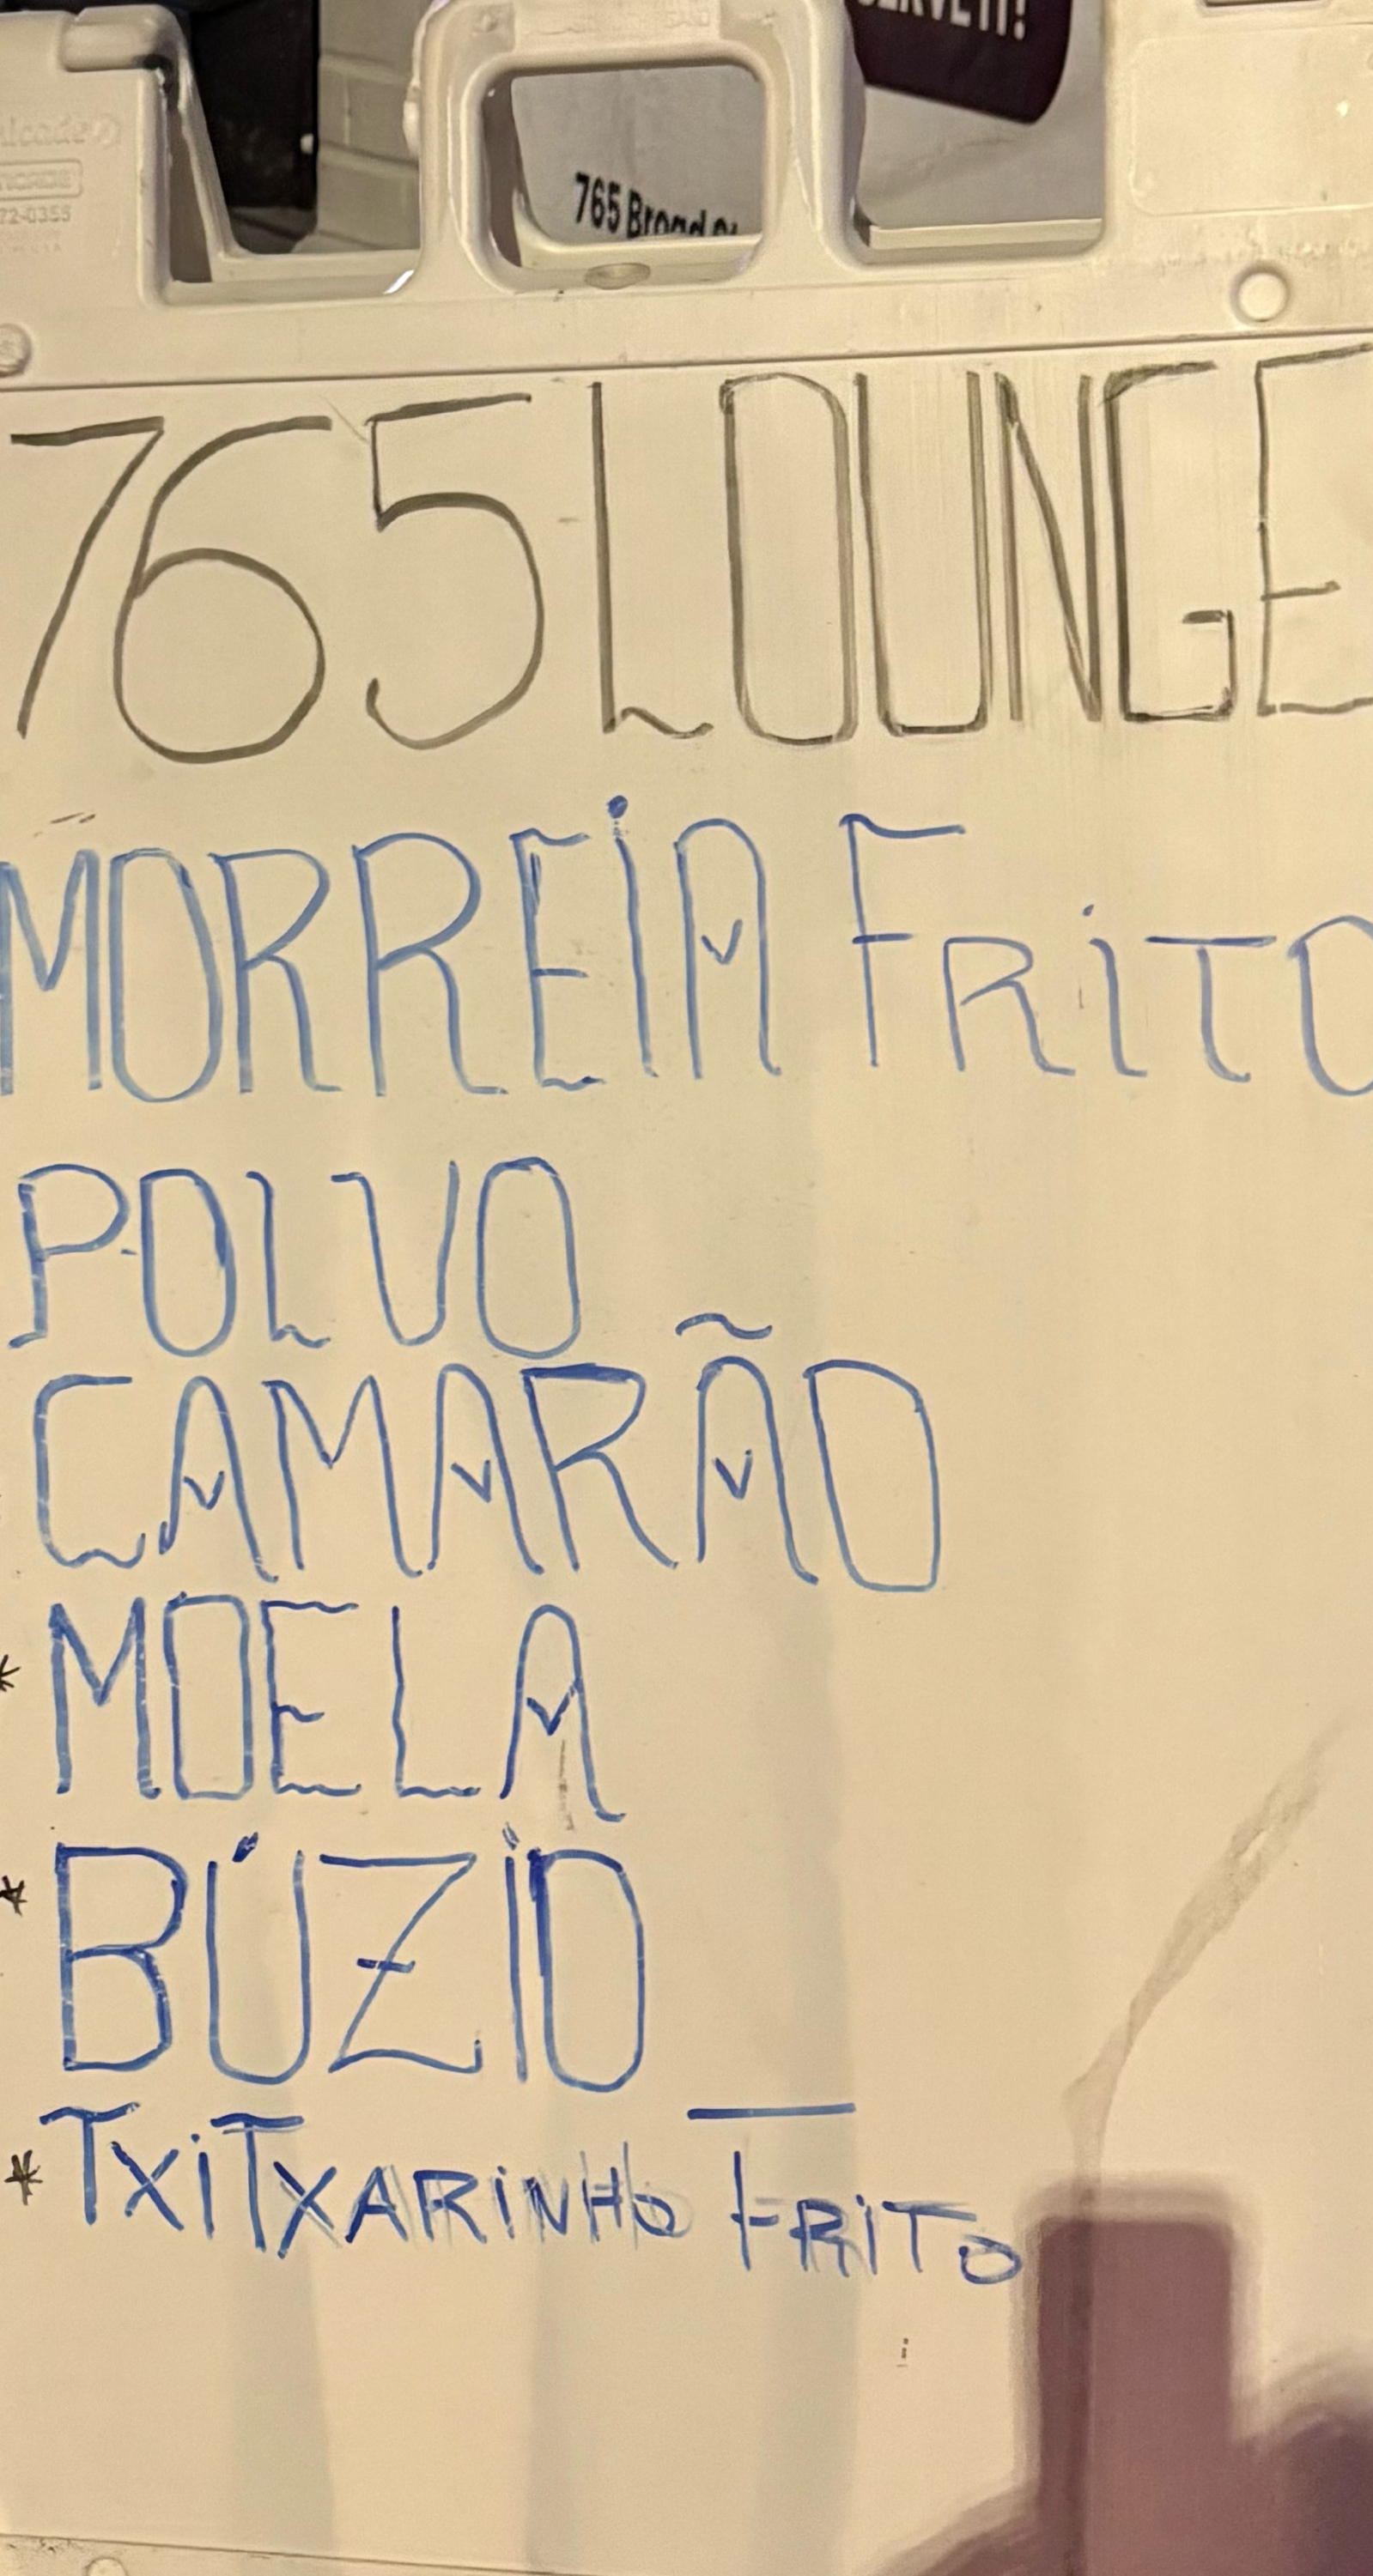 765 Broad
765 LOUNGE
MORREIA FRITO
POLVO
CAMARÃO
MOELA
BÚZIO
TXITXARINHO FRITO